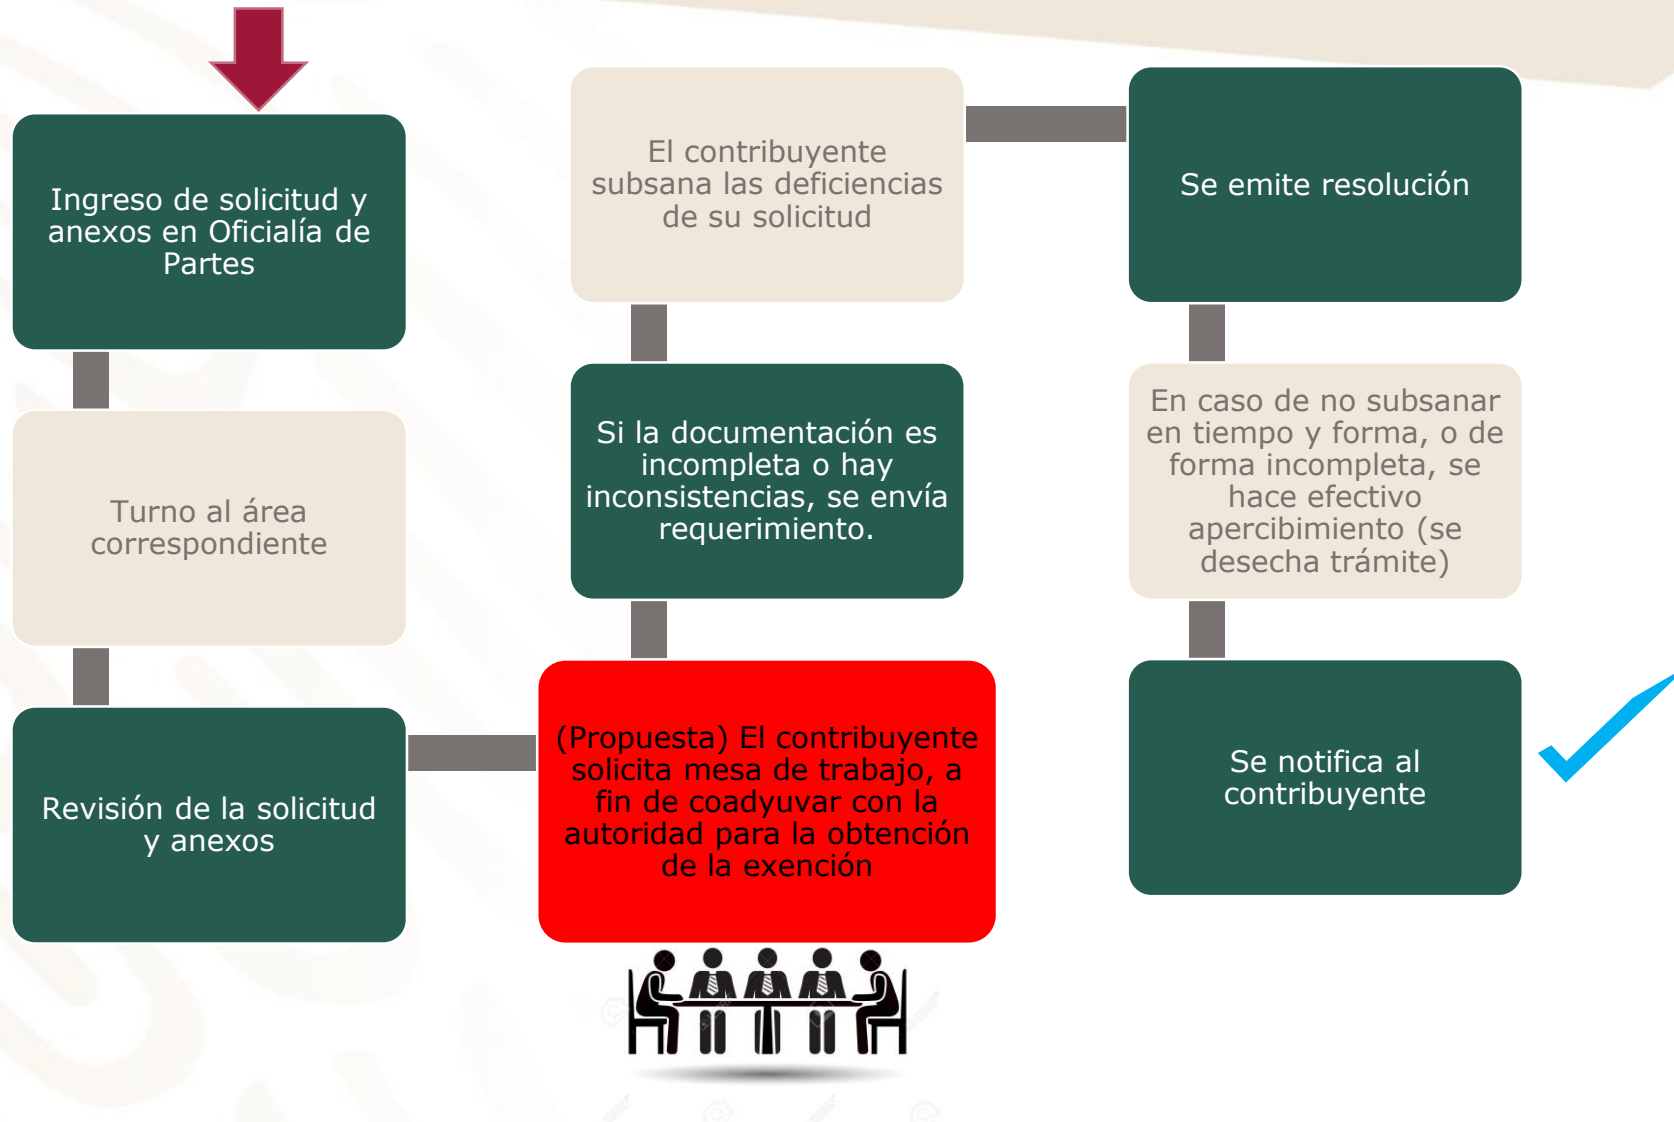 Ingreso de solicitud y
anexos en Oficialía de
Partes
Turno al área
correspondiente
Revisión de la solicitud
y anexos
(Propuesta) El contribuyente
solicita mesa de trabajo, a
fin de coadyuvar con la
autoridad para la obtención
de la exención
Si la documentación es
incompleta o hay
inconsistencias, se envía
requerimiento.
El contribuyente
subsana las deficiencias
de su solicitud
Se emite resolución
En caso de no subsanar
en tiempo y forma, o de
forma incompleta, se
hace efectivo
apercibimiento (se
desecha trámite)
Se notifica al
contribuyente